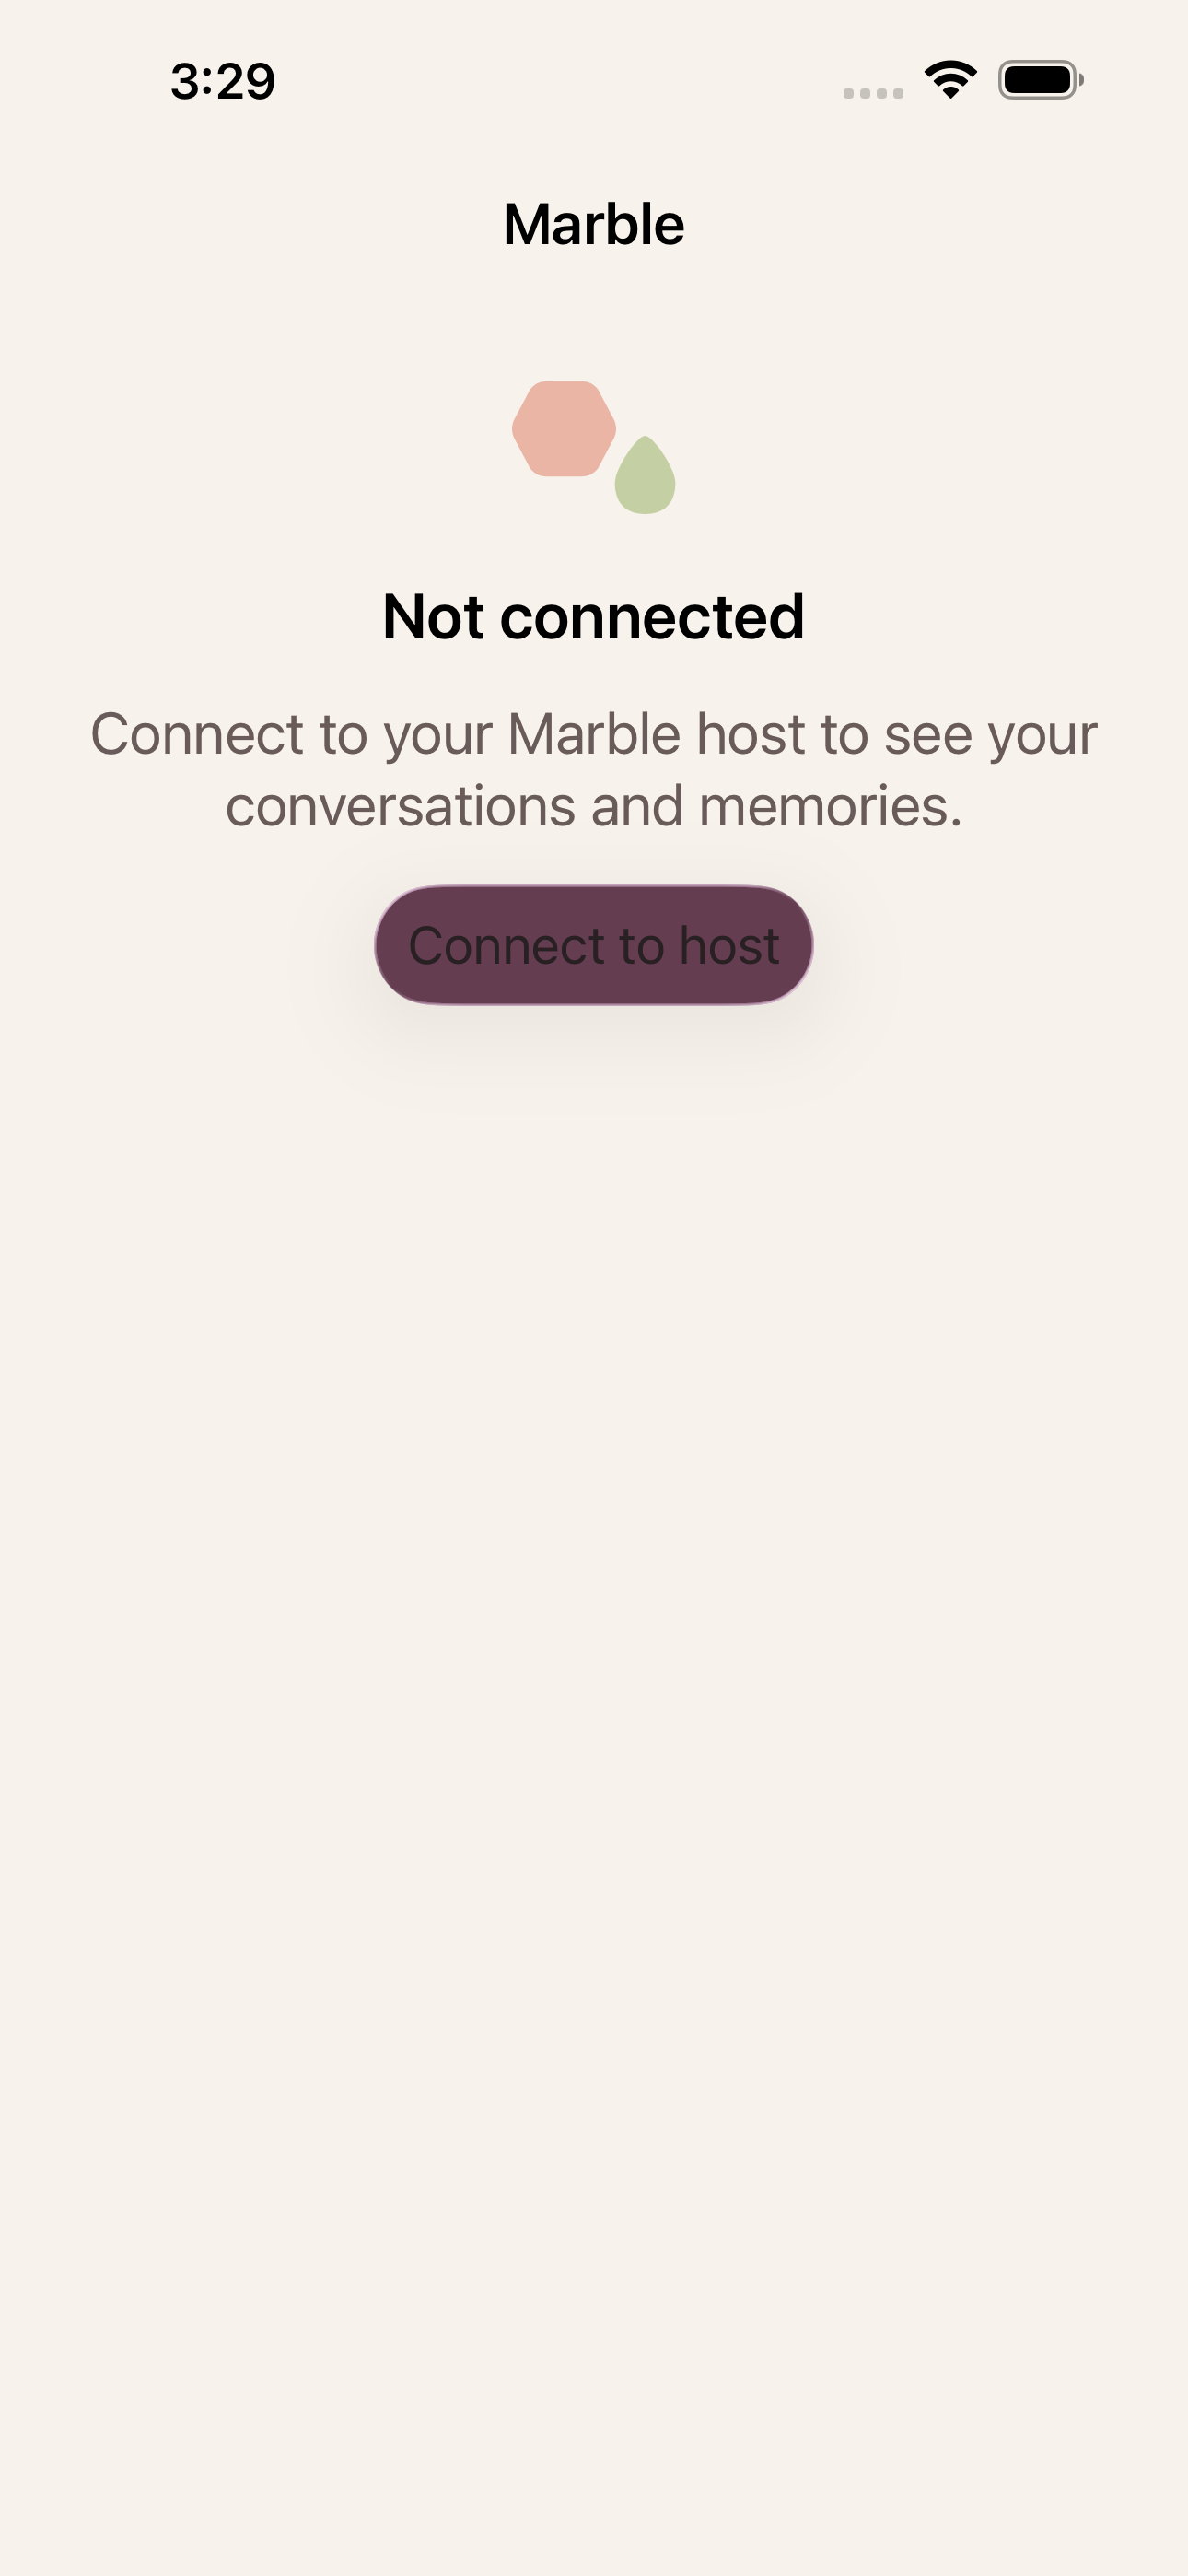 3:29
Marble
Not connected
Connect to your Marble host to see your
conversations and memories.
Connect to host